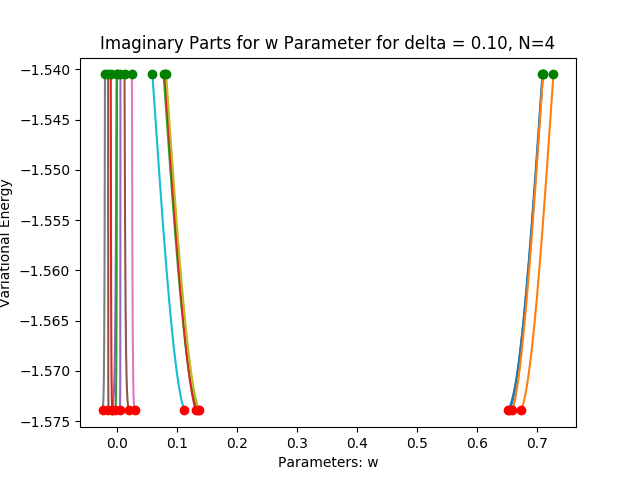 Imaginary Parts for w Parameter for delta = 0.10, N=4
−1.540
−1.545
−1.550
−1.555
−1.560
−1.565
−1.570
−1.575
Variational Energy
0.0 0.1 0.2 0.3 0.4 0.5 0.6 0.7
Parameters: w